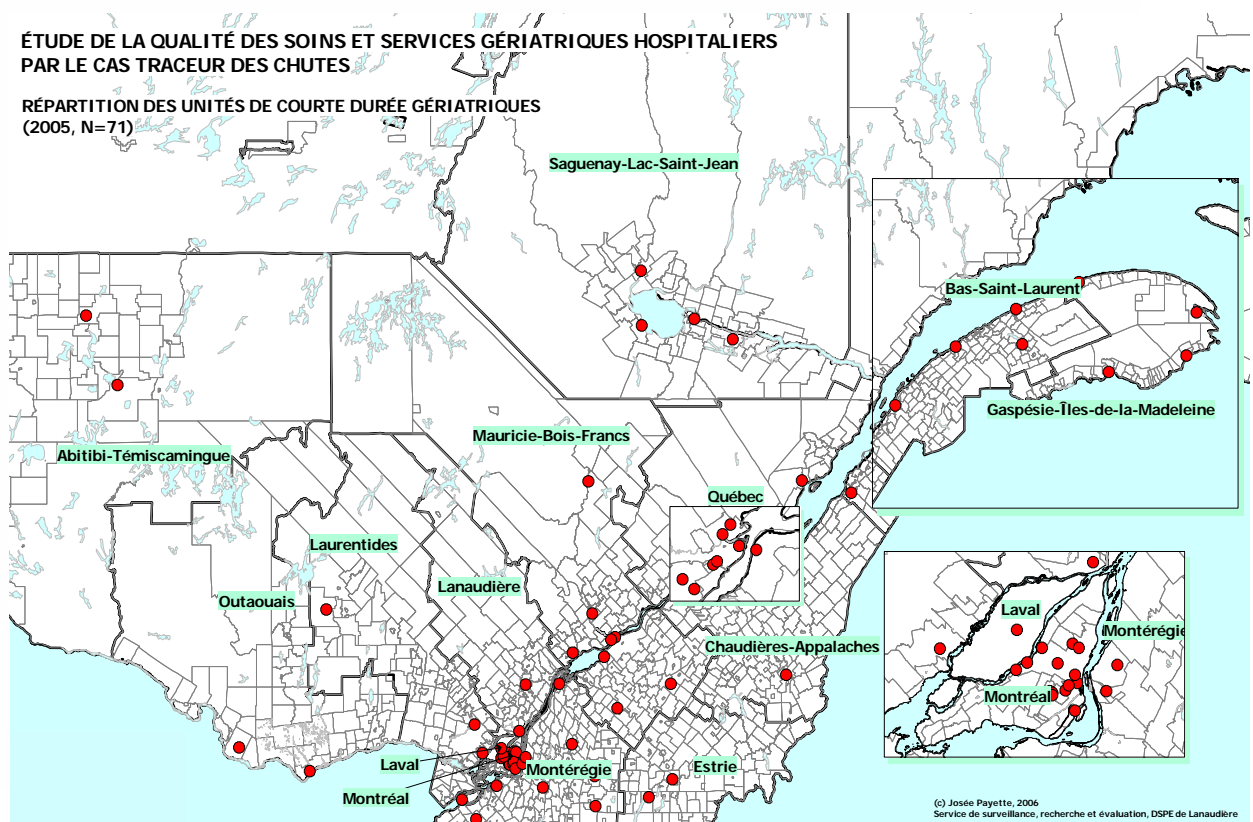 ÉTUDE DE LA QUALITÉ DES SOINS ET SERVICES GÉRIATRIQUES HOSPITALIERS
PAR LE CAS TRACEUR DES CHUTES
RÉPARTITION DES UNITÉS DE COURTE DURÉE GÉRIATRIQUES
(2005, N=71)
Saguenay-Lac-Saint-Jean
Bas-Saint-Laurent
Gaspésie-Îles-de-la-Madeleine
Mauricie-Bois-Francs
Abitibi-Témiscamingue
Québec
Laurentides
Lanaudière
Outaouais
Laval
Montérégie
Chaudières-Appalaches
Montréal
Laval
Montérégie
Estrie
Montréal
(c) Josée Payette, 2006
Service de surveillance, recherche et évaluation, DSPE de Lanaudière